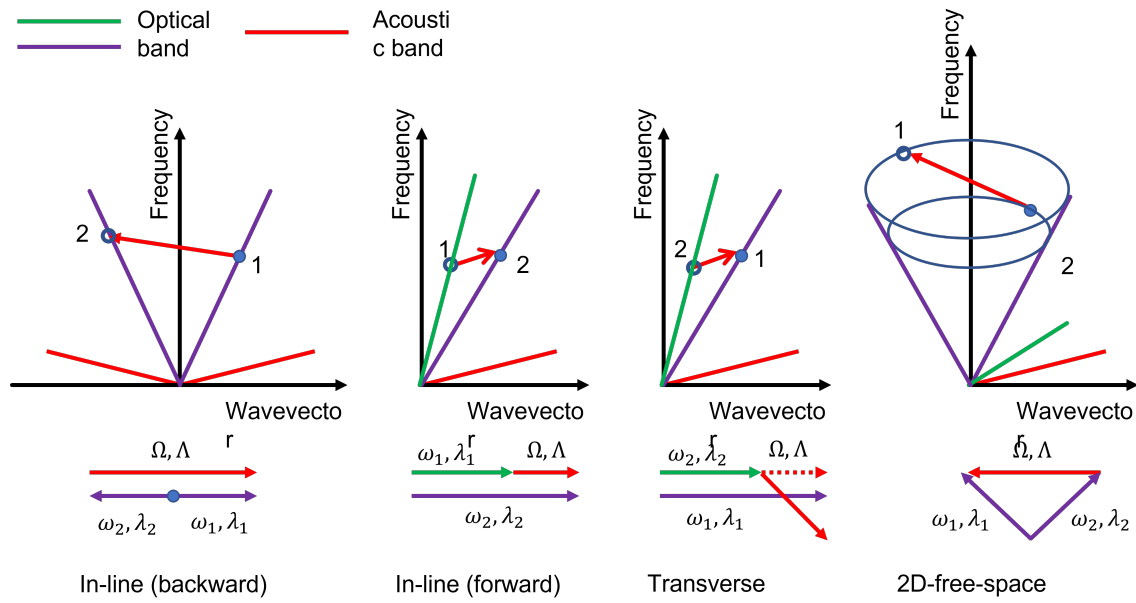 Optical
band
Acousti
c band
Frequency
2
1
Wavevecto
r
Ω, Λ
ω₂, λ₂
ω₁, λ₁
In-line (backward)
Frequency
1
2
Wavevecto
r
ω₁, λ₁
Ω, Λ
ω₂, λ₂
In-line (forward)
Frequency
2
1
Wavevecto
r
ω₂, λ₂
Ω, Λ
ω₁, λ₁
Transverse
Frequency
1
2
Wavevecto
r
Ω, Λ
ω₁, λ₁
ω₂, λ₂
2D-free-space